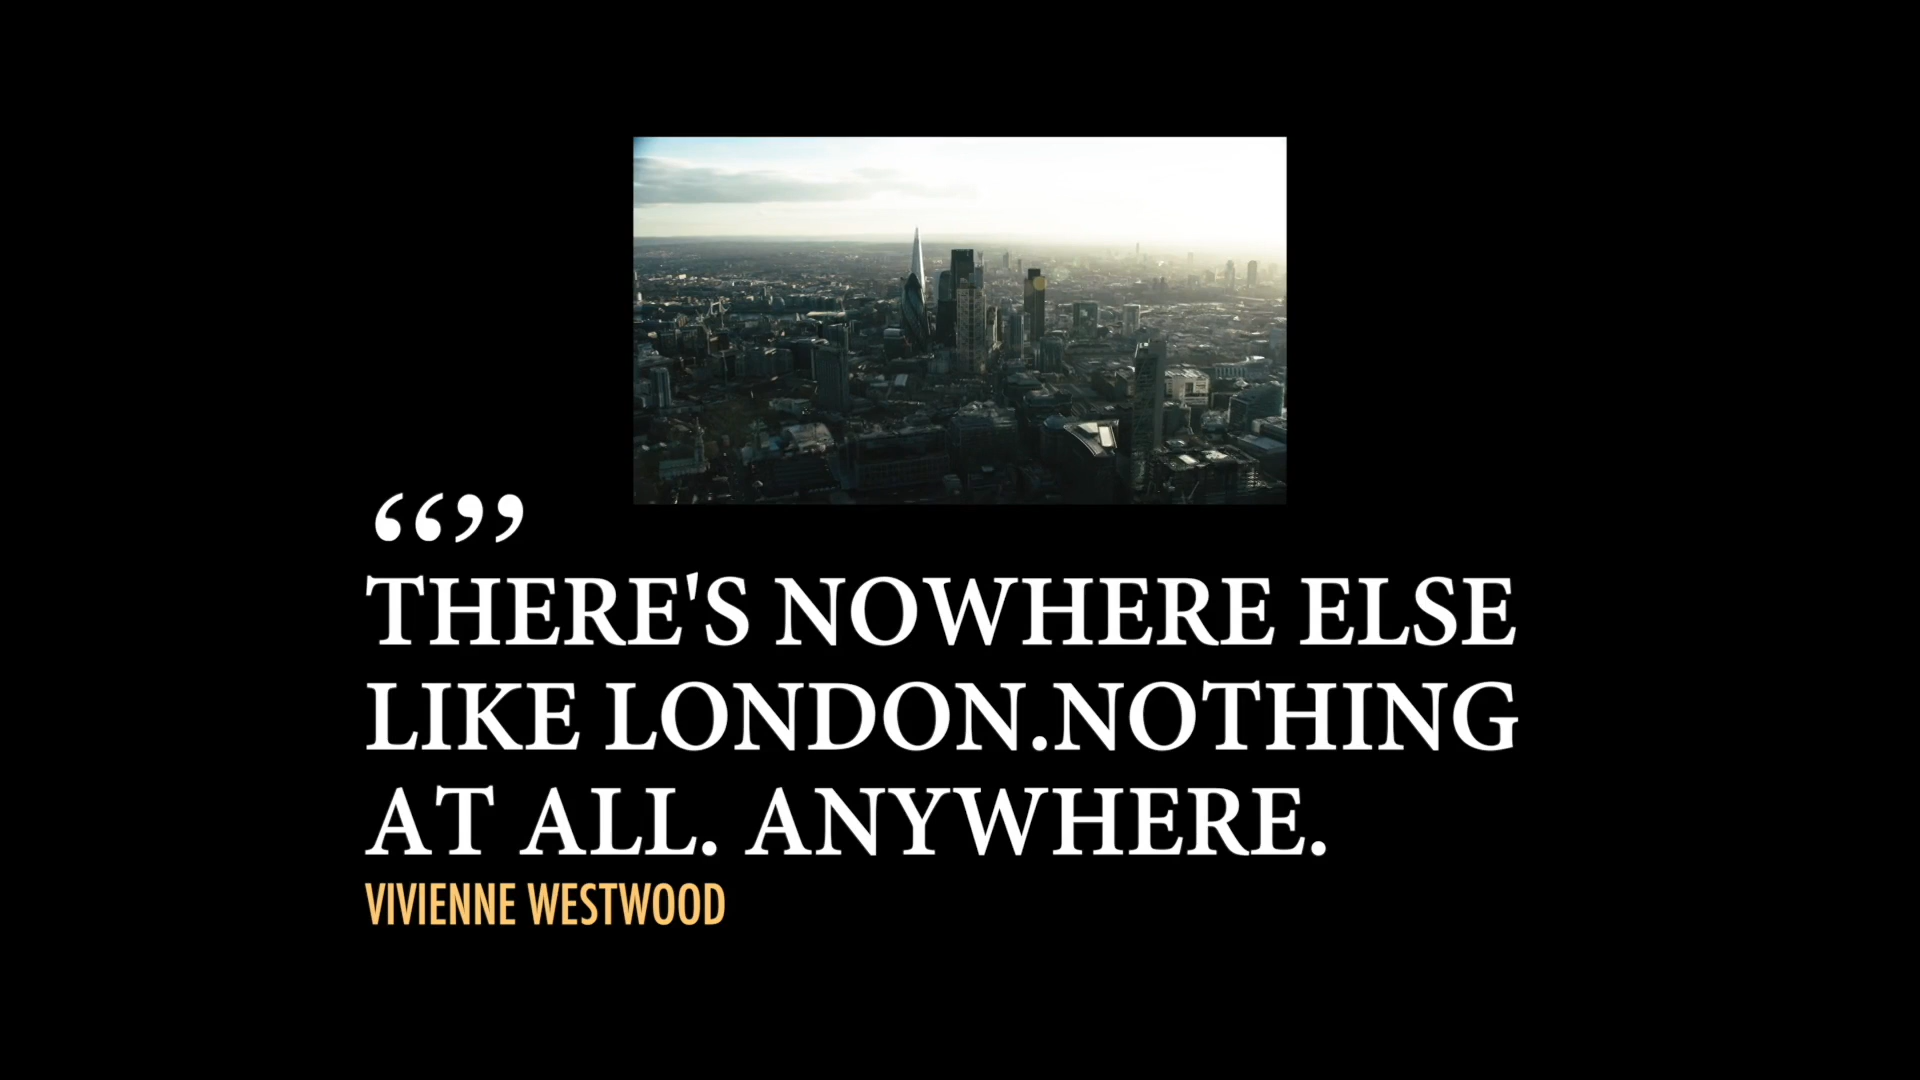 “”
THERE'S NOWHERE ELSE
LIKE LONDON.NOTHING
AT ALL. ANYWHERE.
VIVIENNE WESTWOOD